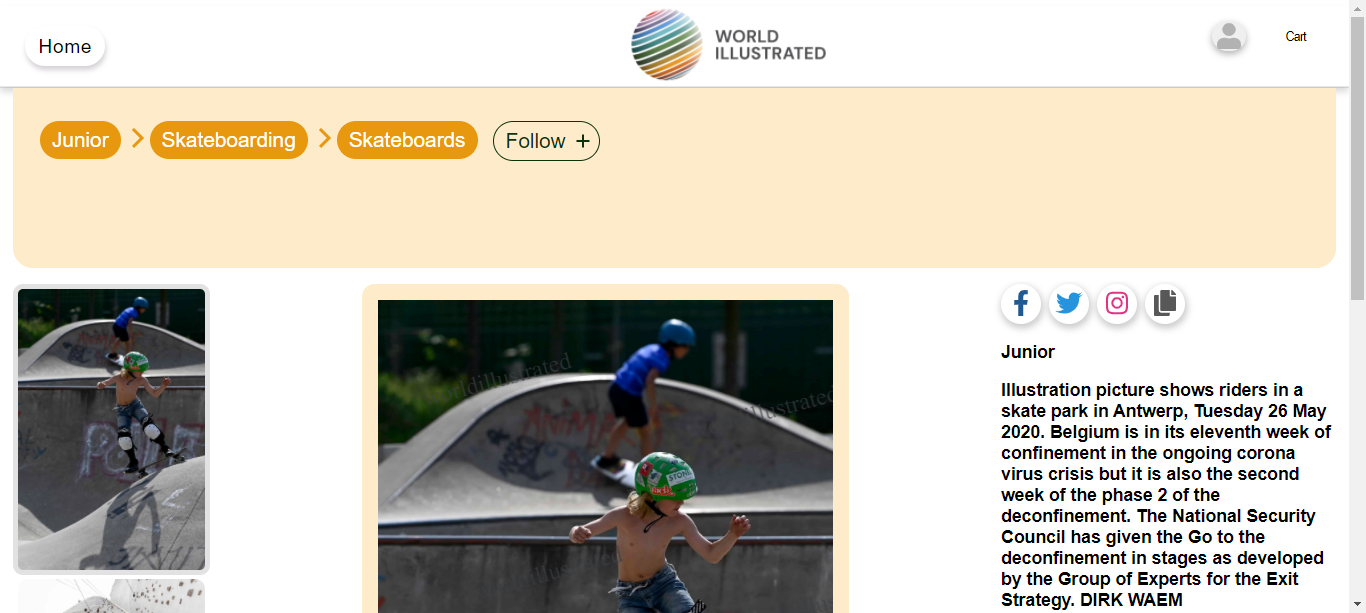 Home
WORLD
ILLUSTRATED
Cart
Junior
Skateboarding
Skateboards
Follow +
worldillustrated
illustrated
STONE
Junior
Illustration picture shows riders in a
skate park in Antwerp, Tuesday 26 May
2020. Belgium is in its eleventh week of
confinement in the ongoing corona
virus crisis but it is also the second
week of the phase 2 of the
deconfinement. The National Security
Council has given the Go to the
deconfinement in stages as developed
by the Group of Experts for the Exit
Strategy. DIRK WAEM